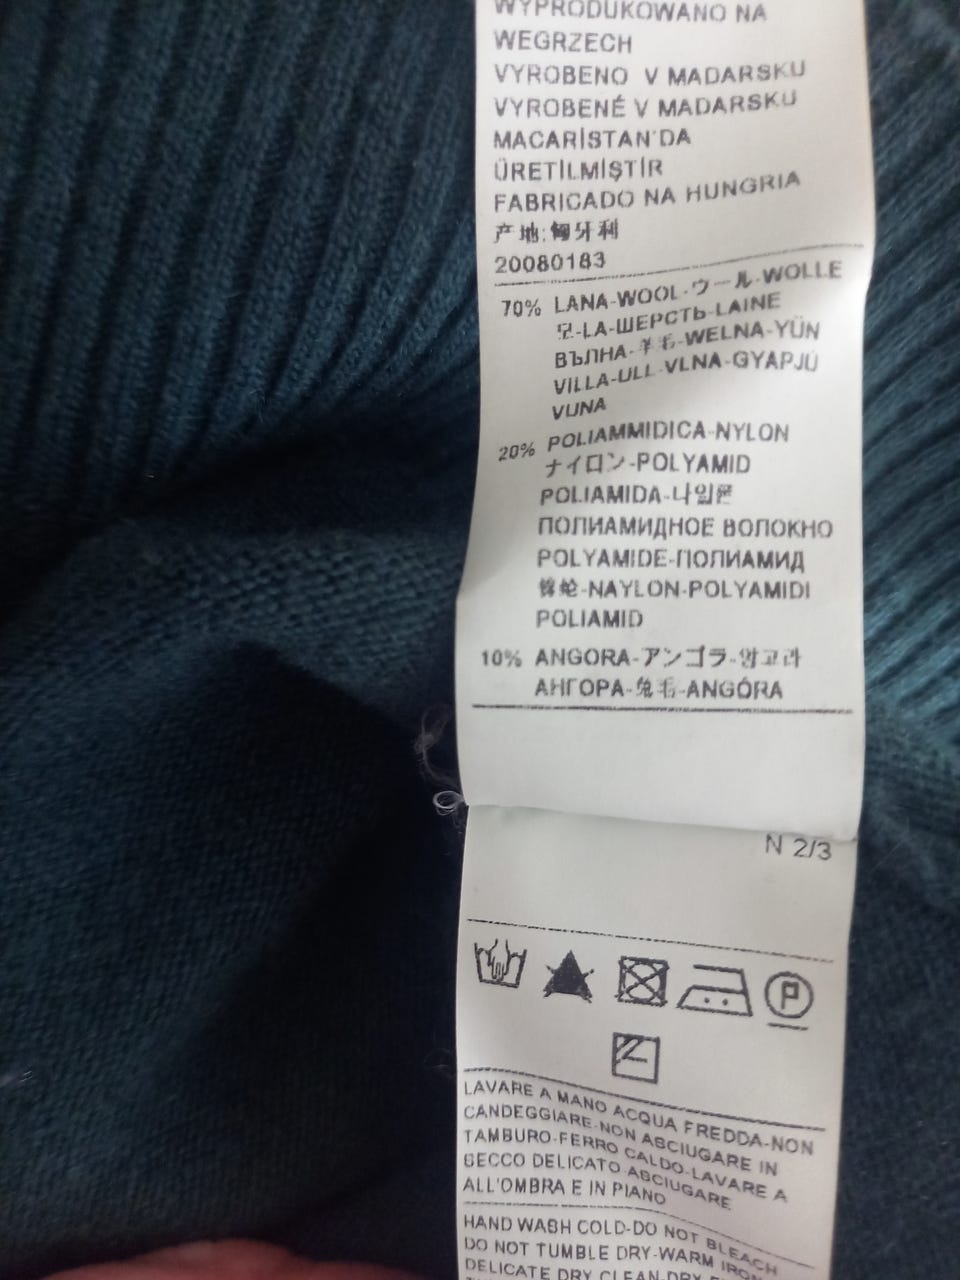 WYPRODUKOWANO NA
WEGRZECH
VYROBENO V MADARSKU
VYROBENÉ V MADARSKU
MACARİSTAN'DA
ÜRETİLMİŞTİR
FABRICADO NA HUNGRIA
产地:匈牙利
20080183
70% LANA-WOOL-ウール-WOLLE
모-LA-ШЕРСТЬ-LAINE
ВЪЛНА-羊毛-WELNA-YÜN
VILLA-ULL-VLNA-GYAPJÚ
VUNA
20% POLIAMMIDICA-NYLON
ナイロン-POLYAMID
POLIAMIDA-나일론
ПОЛИАМИДНОЕ ВОЛОКНО
POLYAMIDE-ПОЛИАМИД
锦纶-NAYLON-POLYAMIDI
POLIAMID
10% ANGORA-アンゴラ-앙고라
АНГОРА-兔毛-ANGÓRA
N 2/3
P
LAVARE A MANO ACQUA FREDDA-NON
CANDEGGIARE-NON ASCIUGARE IN
TAMBURO-FERRO CALDO-LAVARE A
SECCO DELICATO-ASCIUGARE
ALL'OMBRA E IN PIANO
HAND WASH COLD-DO NOT BLEACH
DO NOT TUMBLE DRY-WARM IRON
DELICATE DRY CLEAN-DRY